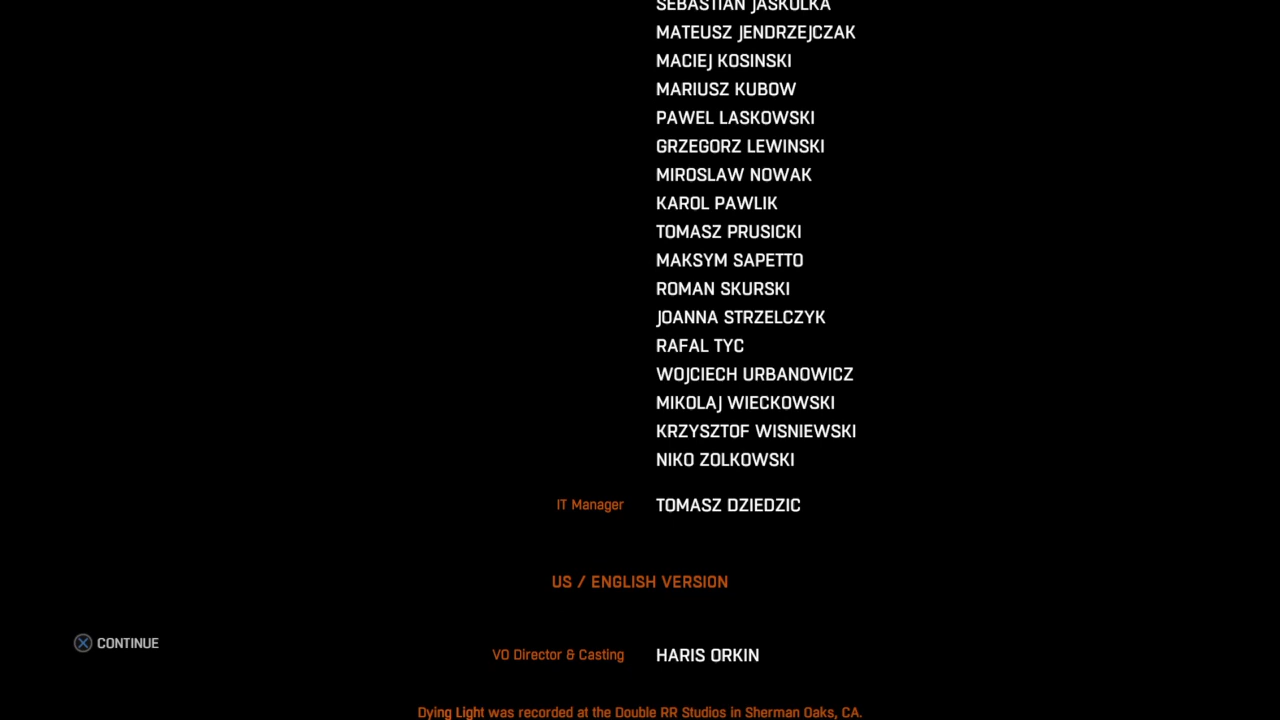 SEBASTIAN JASKULKA
MATEUSZ JENDRZEJCZAK
MACIEJ KOSINSKI
MARIUSZ KUBOW
PAWEL LASKOWSKI
GRZEGORZ LEWINSKI
MIROSLAW NOWAK
KAROL PAWLIK
TOMASZ PRUSICKI
MAKSYM SAPETTO
ROMAN SKURSKI
JOANNA STRZELCZYK
RAFAL TYC
WOJCIECH URBANOWICZ
MIKOLAJ WIECKOWSKI
KRZYSZTOF WISNIEWSKI
NIKO ZOLKOWSKI
IT Manager TOMASZ DZIEDZIC
US / ENGLISH VERSION
CONTINUE
VO Director & Casting HARIS ORKIN
Dying Light was recorded at the Double RR Studios in Sherman Oaks, CA.